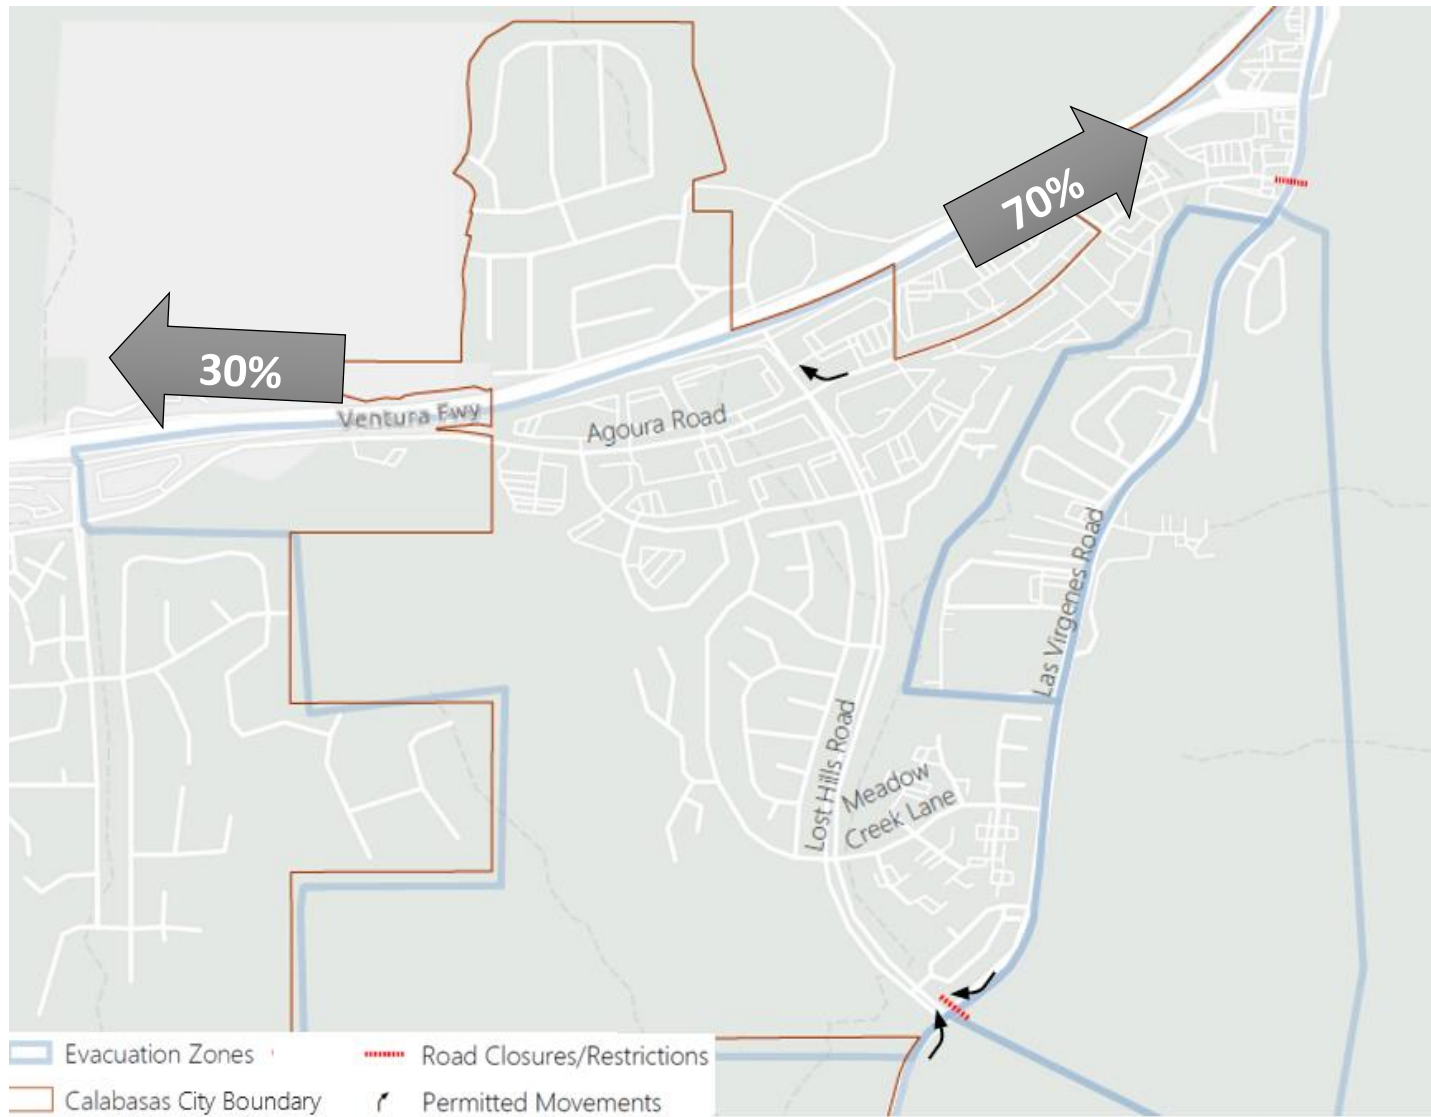 70%
30%
Ventura Fwy
Agoura Road
Las Virgenes Road
Lost Hills Road
Meadow
Creek Lane
Evacuation Zones
Road Closures/Restrictions
Calabasas City Boundary
Permitted Movements